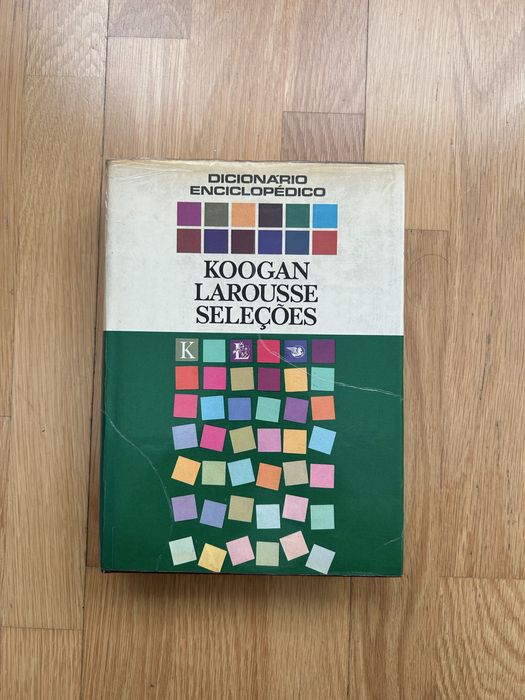 DICIONÁRIO
ENCICLOPÉDICO
KOOGAN
LAROUSSE
SELEÇÕES
K